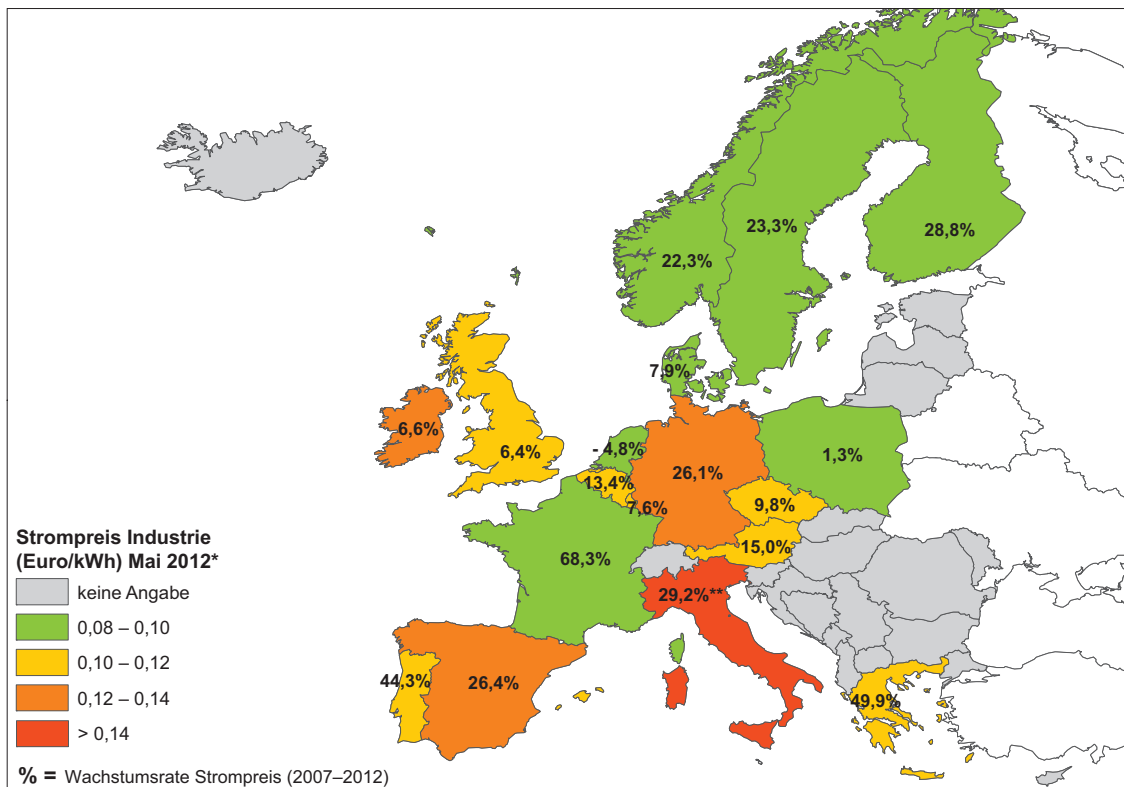 28,8%
23,3%
22,3%
7,9%
6,6%
6,4%
- 4,8%
13,4%
7,6%
26,1%
1,3%
9,8%
15,0%
68,3%
29,2%**
44,3%
26,4%
49,9%
Strompreis Industrie
(Euro/kWh) Mai 2012*
keine Angabe
0,08 – 0,10
0,10 – 0,12
0,12 – 0,14
> 0,14
% = Wachstumsrate Strompreis (2007–2012)